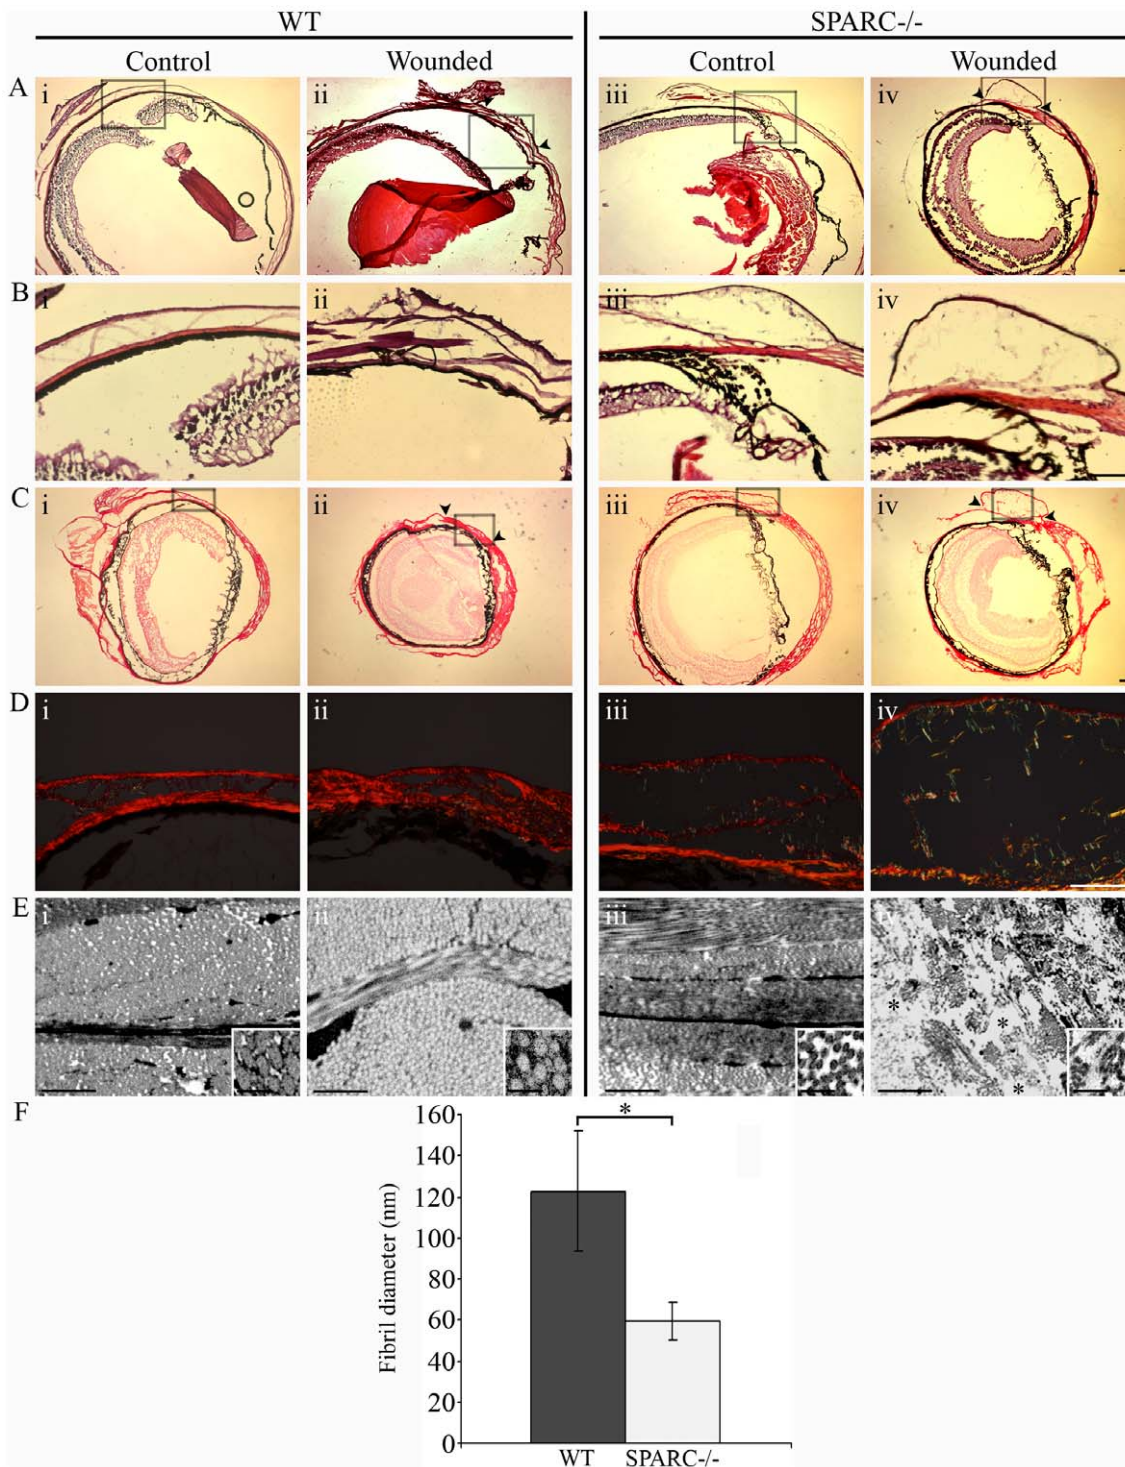 WT SPARC-/-
Control Wounded Control Wounded
A i ii iii iv
B i ii iii iv
C i ii iii iv
D i ii iii iv
E i ii iii iv
* * *
F
160
140
120
100
80
60
40
20
0
Fibril diameter (nm)
*
WT SPARC-/-